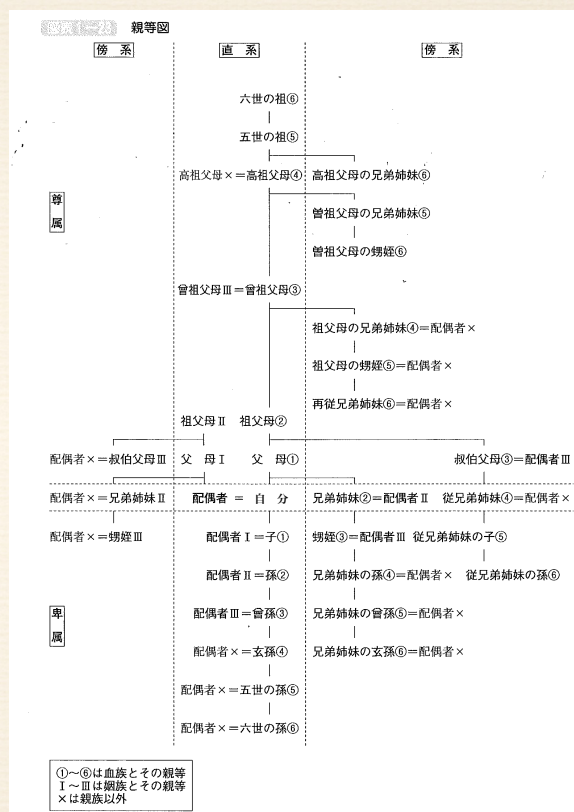 親等図
傍系 直系 傍系
六世の祖⑥
五世の祖⑤
高祖父母×=高祖父母④ 高祖父母の兄弟姉妹⑥
尊属
曽祖父母の兄弟姉妹⑤
曽祖父母の甥姪⑥
曾祖父母Ⅲ=曾祖父母③
祖父母の兄弟姉妹④=配偶者×
祖父母の甥姪⑤=配偶者×
再従兄弟姉妹⑥=配偶者×
祖父母Ⅱ 祖父母②
配偶者×=叔伯父母Ⅲ 父 母Ⅰ 父 母① 叔伯父母③=配偶者Ⅲ
配偶者×=兄弟姉妹Ⅱ 配偶者 = 自 分 兄弟姉妹②=配偶者Ⅱ 従兄弟姉妹④=配偶者×
配偶者×=甥姪Ⅲ 配偶者Ⅰ=子① 甥姪③=配偶者Ⅲ 従兄弟姉妹の子⑤
配偶者Ⅱ=孫② 兄弟姉妹の孫④=配偶者× 従兄弟姉妹の孫⑥
卑属
配偶者Ⅲ=曾孫③ 兄弟姉妹の曾孫⑤=配偶者×
配偶者×=玄孫④ 兄弟姉妹の玄孫⑥=配偶者×
配偶者×=五世の孫⑤
配偶者×=六世の孫⑥
①~⑥は血族とその親等
Ⅰ~Ⅲは姻族とその親等
×は親族以外